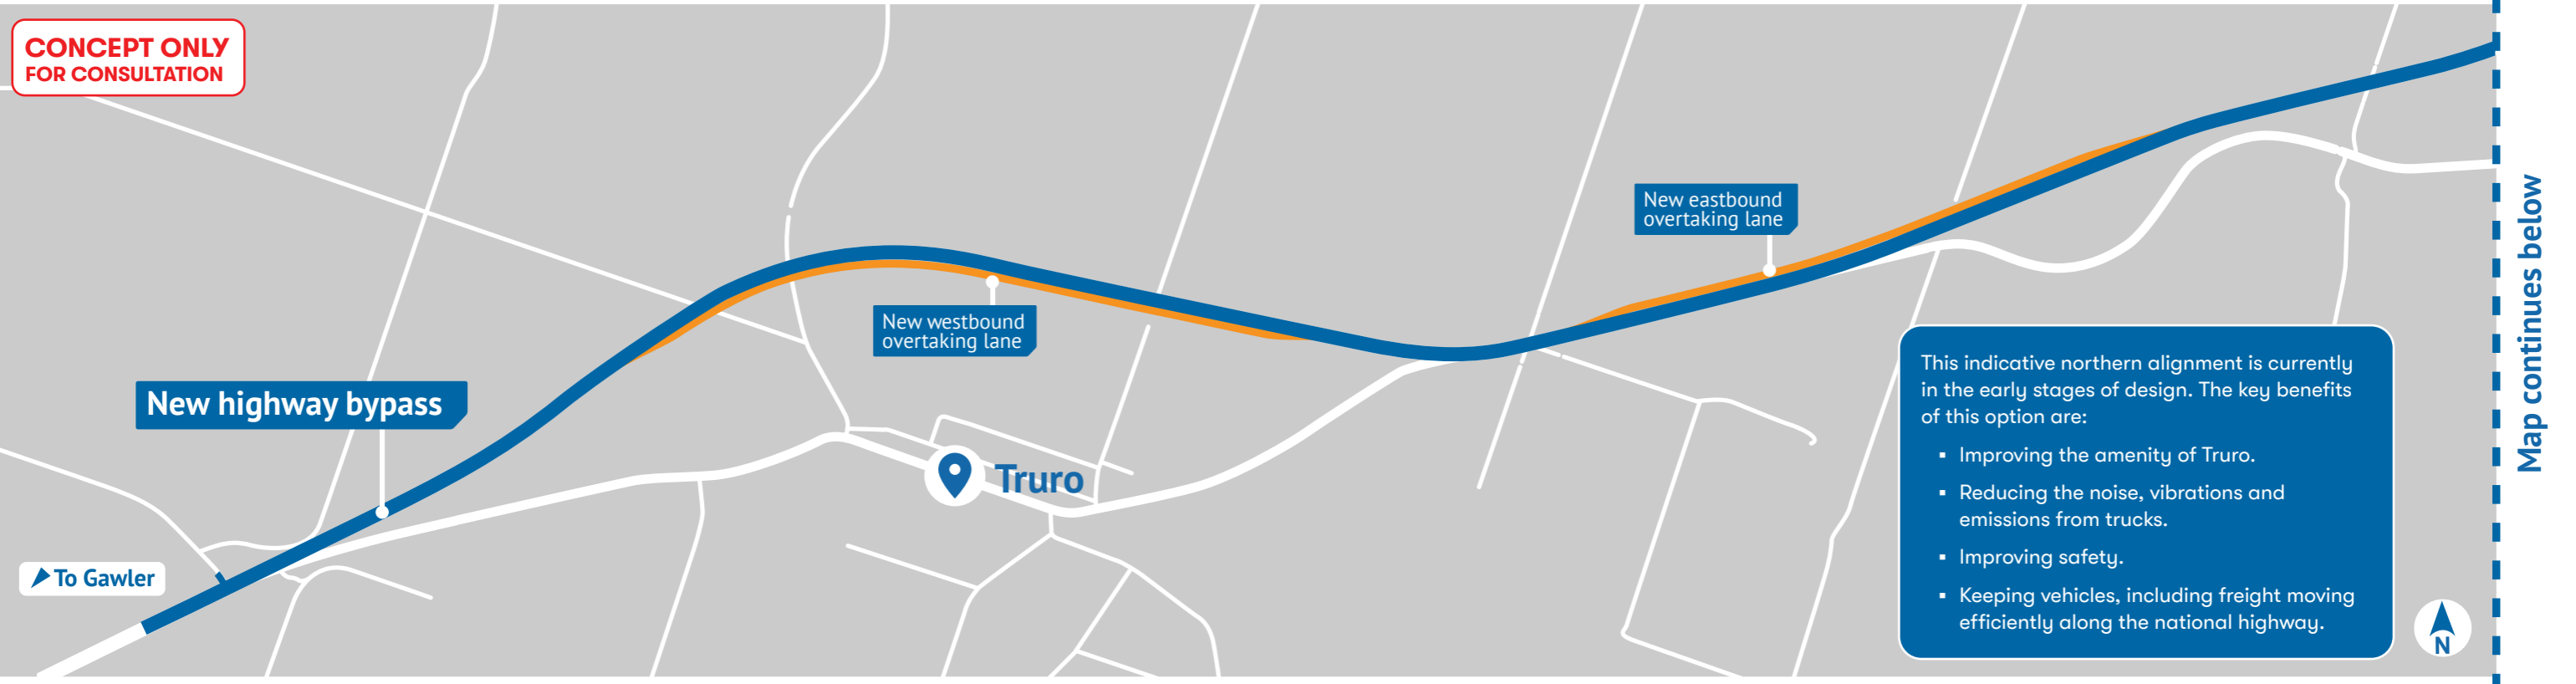 CONCEPT ONLY
FOR CONSULTATION
New eastbound
overtaking lane
New westbound
overtaking lane
New highway bypass
Truro
To Gawler
This indicative northern alignment is currently
in the early stages of design. The key benefits
of this option are:
▪ Improving the amenity of Truro.
▪ Reducing the noise, vibrations and
emissions from trucks.
▪ Improving safety.
▪ Keeping vehicles, including freight moving
efficiently along the national highway.
N
Map continues below